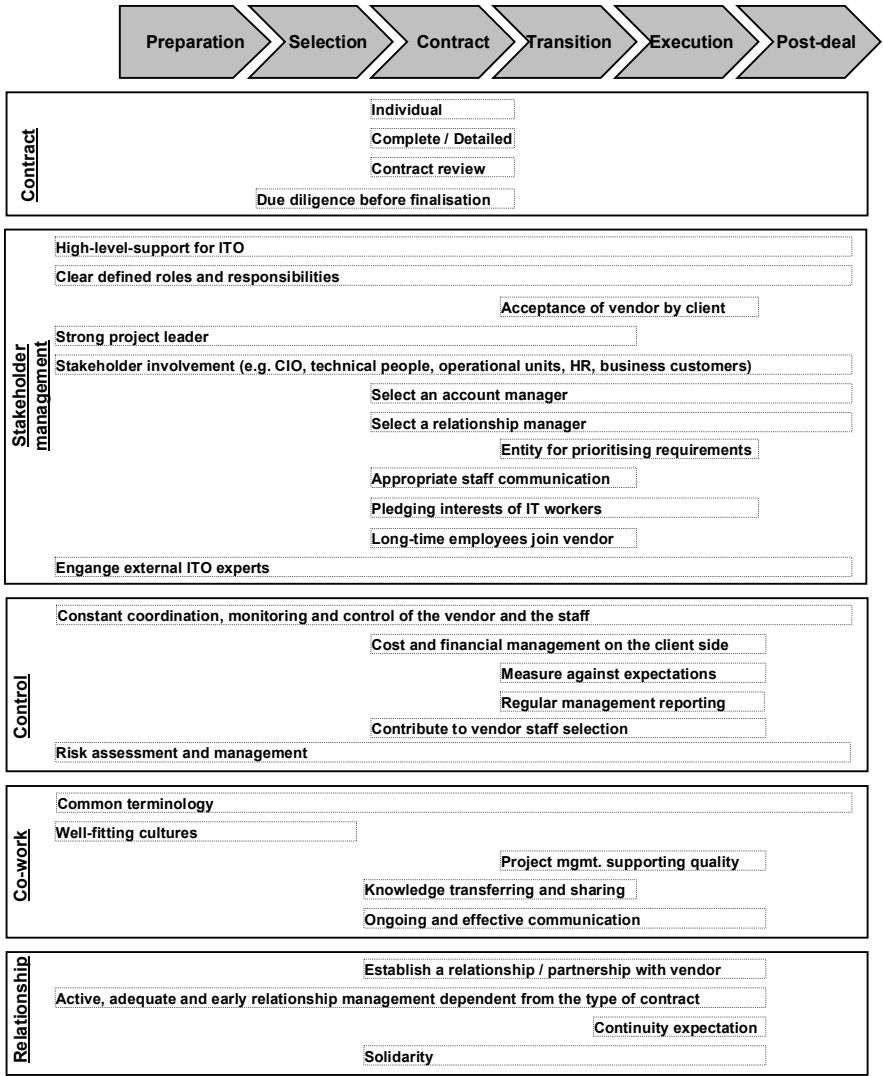 Preparation
Selection
Contract
Transition
Execution
Post-deal
Contract
Individual
Complete / Detailed
Contract review
Due diligence before finalisation
Stakeholder
management
High-level-support for ITO
Clear defined roles and responsibilities
Acceptance of vendor by client
Strong project leader
Stakeholder involvement (e.g. CIO, technical people, operational units, HR, business customers)
Select an account manager
Select a relationship manager
Entity for prioritising requirements
Appropriate staff communication
Pledging interests of IT workers
Long-time employees join vendor
Engange external ITO experts
Control
Constant coordination, monitoring and control of the vendor and the staff
Cost and financial management on the client side
Measure against expectations
Regular management reporting
Contribute to vendor staff selection
Risk assessment and management
Co-work
Common terminology
Well-fitting cultures
Project mgmt. supporting quality
Knowledge transferring and sharing
Ongoing and effective communication
Relationship
Establish a relationship / partnership with vendor
Active, adequate and early relationship management dependent from the type of contract
Continuity expectation
Solidarity